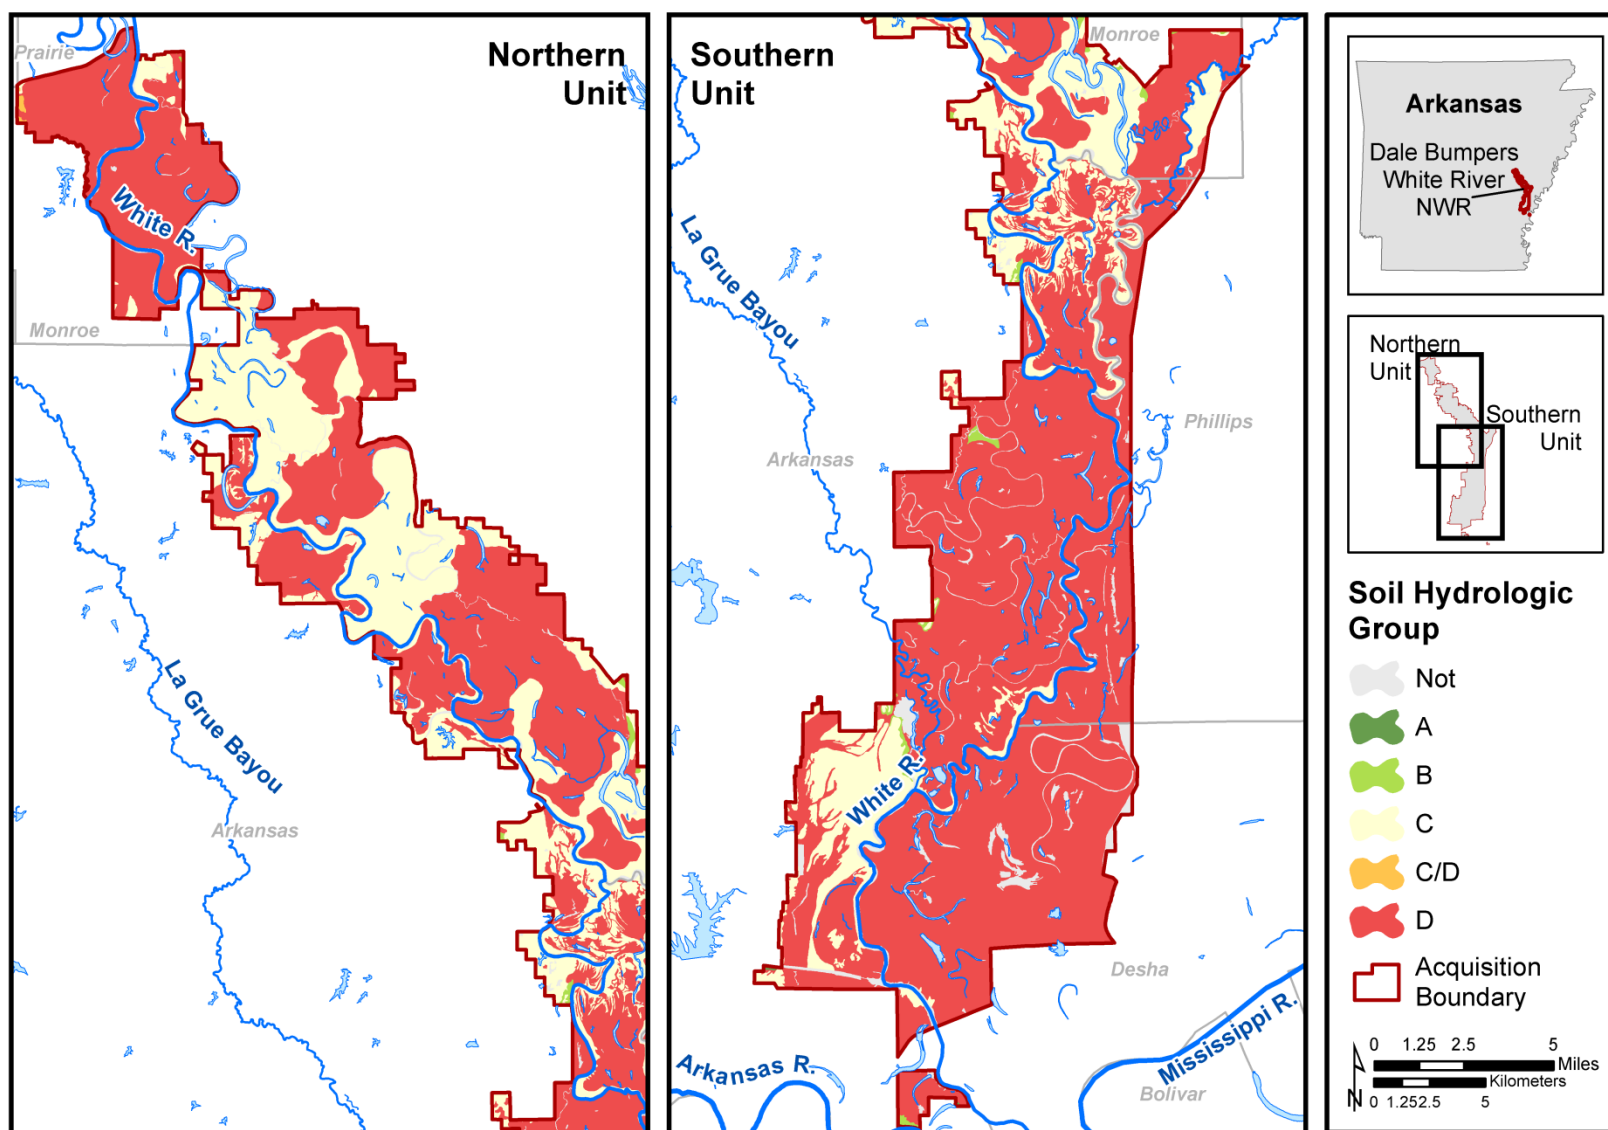 Northern
Unit
Prairie
White R.
Monroe
La Grue Bayou
Arkansas
Southern
Unit
Monroe
La Grue Bayou
Phillips
Arkansas
White R.
Desha
Mississippi R.
Arkansas R.
Bolivar
Arkansas
Dale Bumpers
White River
NWR
Northern
Unit
Southern
Unit
Soil Hydrologic
Group
Not
A
B
C
C/D
D
Acquisition
Boundary
0 1.25 2.5 5
Miles
Kilometers
0 1.252.5 5
N